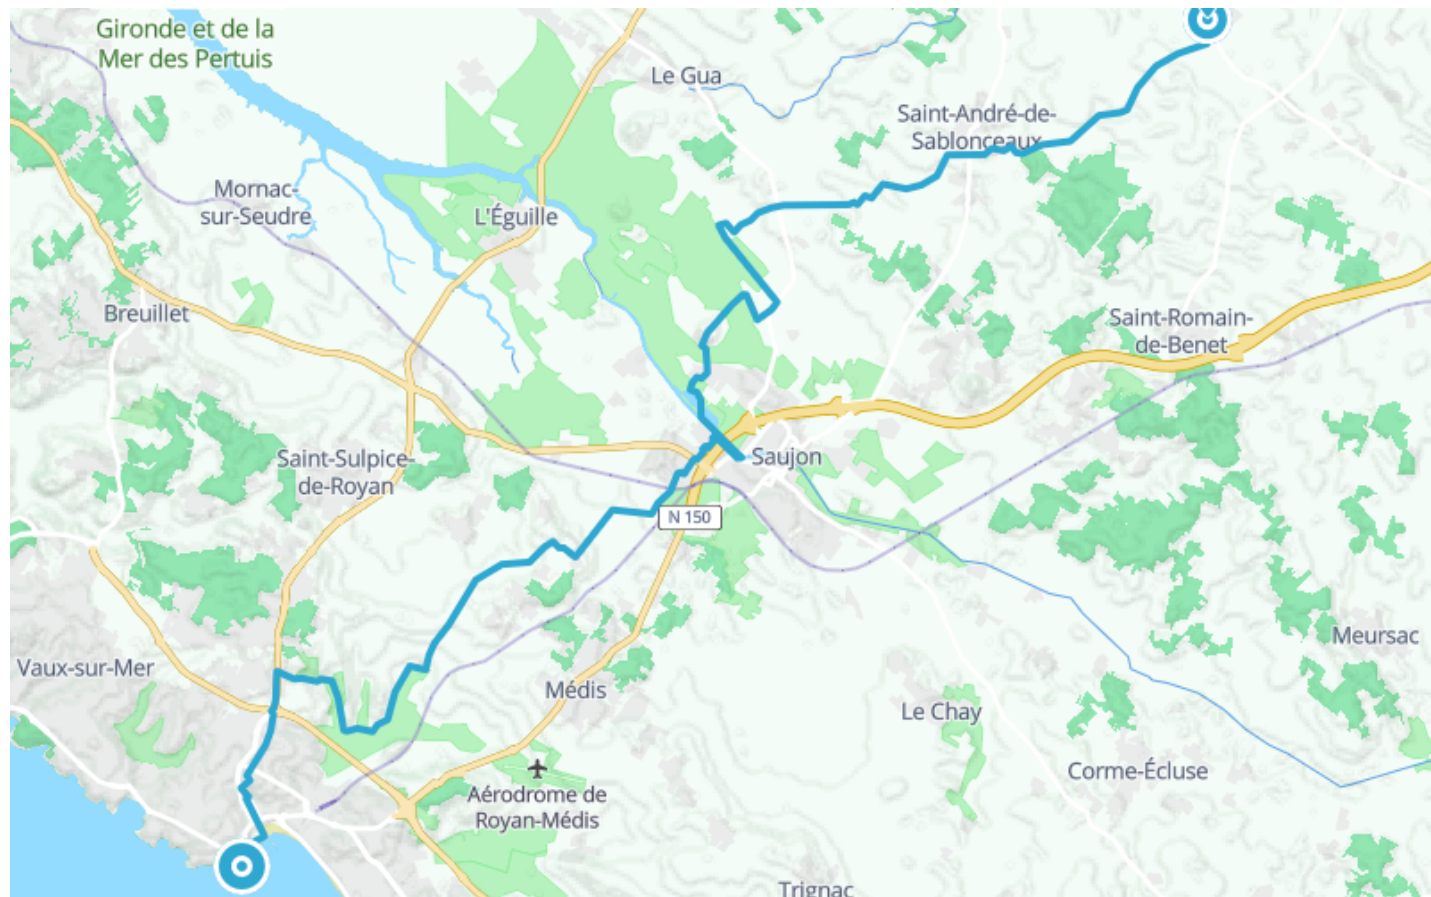 Gironde et de la
Mer des Pertuis
Le Gua
Saint-André-de-
Sablonceaux
Mornac-
sur-Seudre
L'Éguille
Breuillet
Saint-Romain-
de-Benet
Saint-Sulpice-
de-Royan
Saujon
N 150
Meursac
Vaux-sur-Mer
Médis
Le Chay
Corme-Écluse
Aérodrome de
Royan-Médis
Trignac